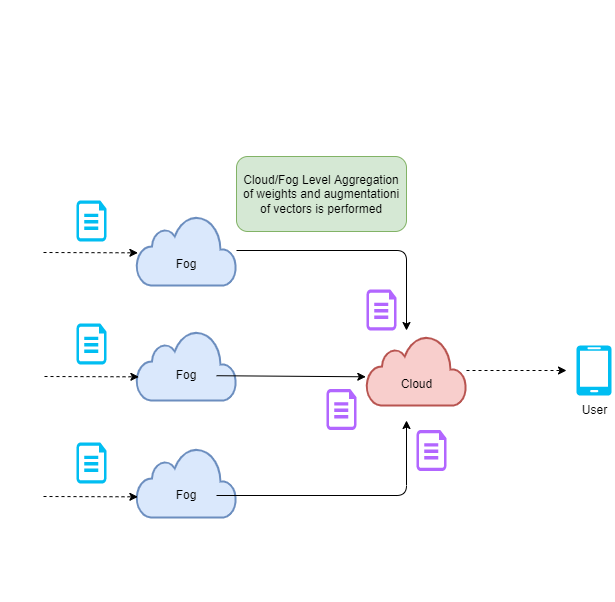 Cloud/Fog Level Aggregation
of weights and augmentationi
of vectors is performed
Fog
Fog
Cloud
User
Fog